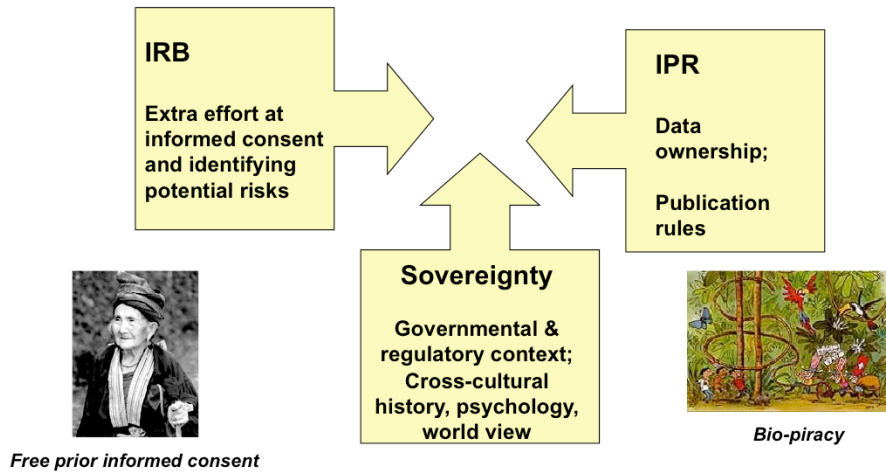 IRB
Extra effort at
informed consent
and identifying
potential risks
IPR
Data
ownership;
Publication
rules
Sovereignty
Governmental &
regulatory context;
Cross-cultural
history, psychology,
world view
Free prior informed consent
Bio-piracy